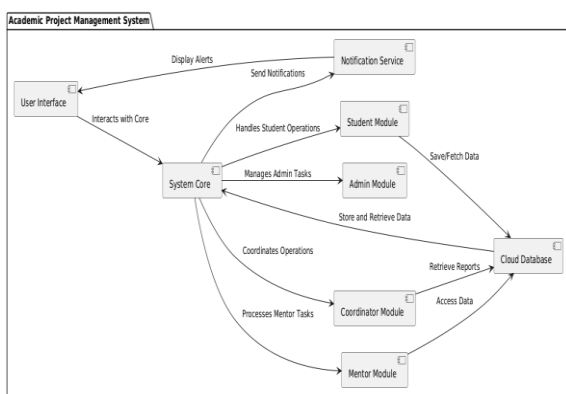 Academic Project Management System
Notification Service
Display Alerts
Send Notifications
User Interface
Interacts with Core
Student Module
Handles Student Operations
Save/Fetch Data
System Core
Manages Admin Tasks
Admin Module
Store and Retrieve Data
Coordinates Operations
Cloud Database
Retrieve Reports
Processes Mentor Tasks
Coordinator Module
Access Data
Mentor Module